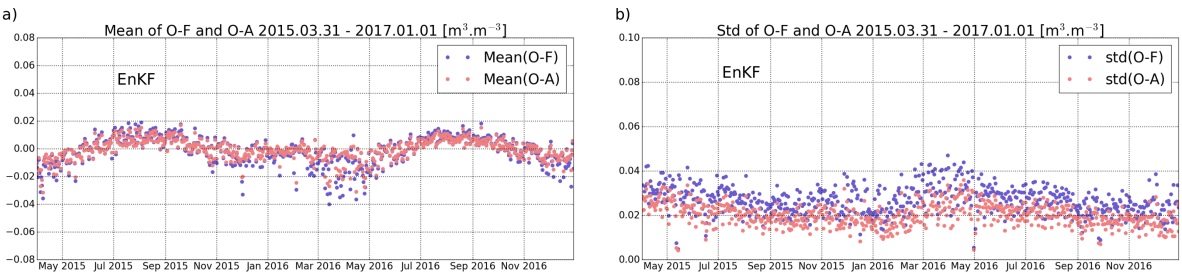 a)
Mean of O-F and O-A 2015.03.31 - 2017.01.01 [m³.m⁻³]
0.08
0.06
0.04
0.02
0.00
−0.02
−0.04
−0.06
−0.08
EnKF
Mean(O-F)
Mean(O-A)
May 2015 Jul 2015 Sep 2015 Nov 2015 Jan 2016 Mar 2016 May 2016 Jul 2016 Sep 2016 Nov 2016
b)
Std of O-F and O-A 2015.03.31 - 2017.01.01 [m³.m⁻³]
0.10
0.08
0.06
0.04
0.02
0.00
EnKF
std(O-F)
std(O-A)
May 2015 Jul 2015 Sep 2015 Nov 2015 Jan 2016 Mar 2016 May 2016 Jul 2016 Sep 2016 Nov 2016